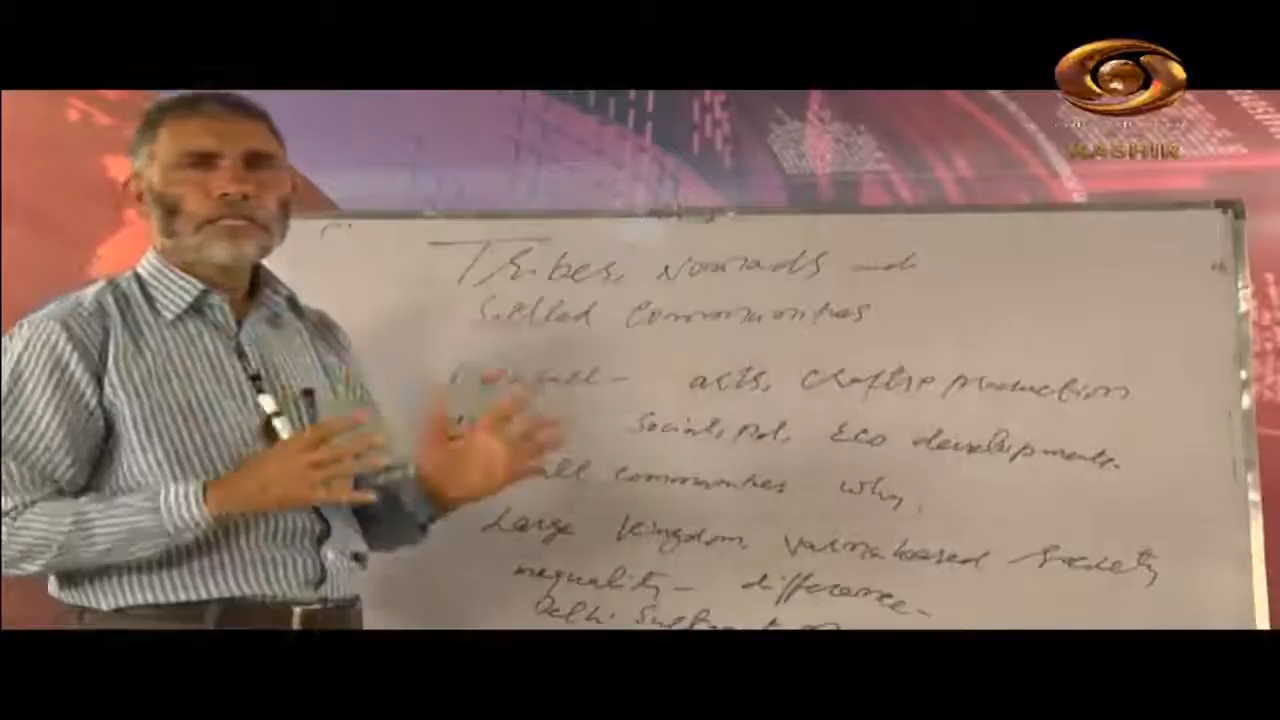 KASHIR
Tribes, Nomads and
Settled Communities
arts, crafts, production
Social, Pol, Eco developments.
communities why,
Large kingdom, Varna based Society
inequality - difference -
Delhi